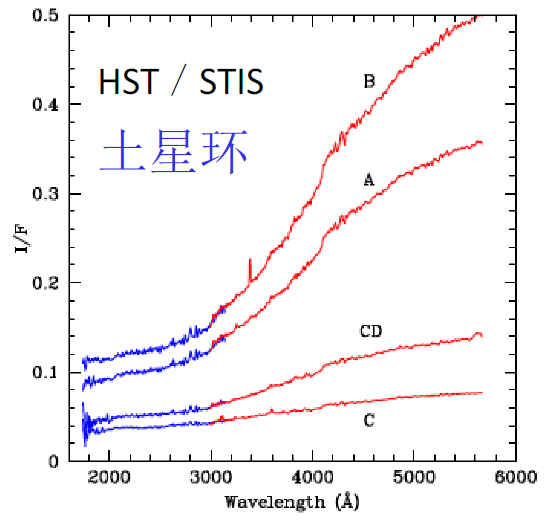 0.5
HST / STIS
B
0.4
土星环
A
0.3
I/F
0.2
CD
0.1
C
0
2000 3000 4000 5000 6000
Wavelength (Å)